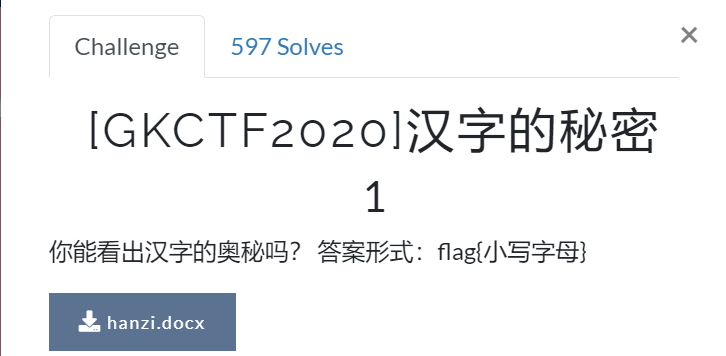 Challenge
597 Solves
×
[GKCTF2020]汉字的秘密
1
你能看出汉字的奥秘吗? 答案形式:flag{小写字母}
hanzi.docx